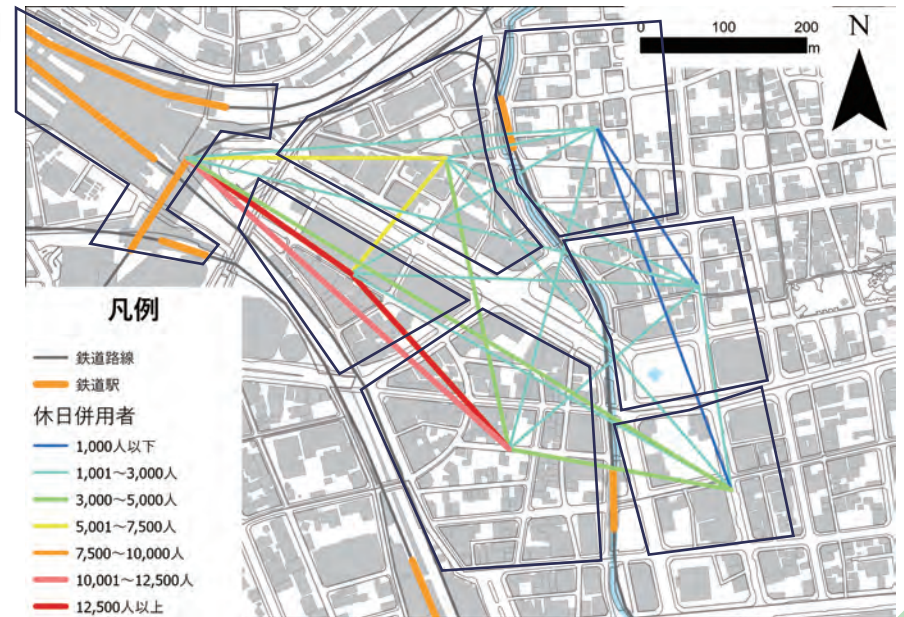 0 100 200
m
N
凡例
鉄道路線
鉄道駅
休日併用者
1,000人以下
1,001～3,000人
3,000～5,000人
5,001～7,500人
7,500～10,000人
10,001～12,500人
12,500人以上